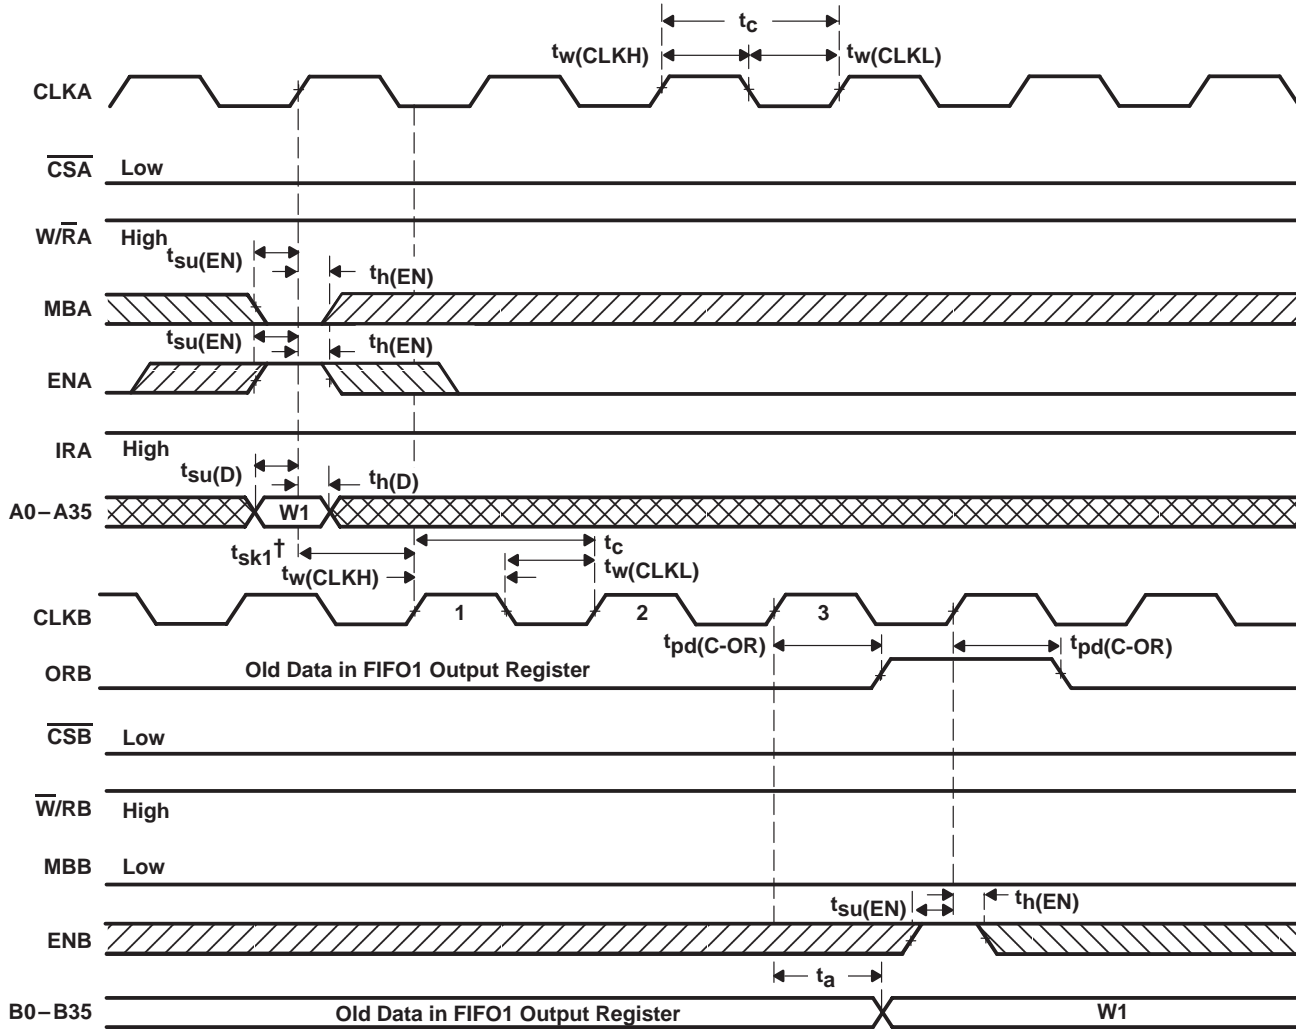 tc
tw(CLKH) tw(CLKL)
CLKA
CSA Low
W/RA High
tsu(EN) th(EN)
MBA
tsu(EN) th(EN)
ENA
IRA High
tsu(D) th(D)
A0–A35 W1
tsk1† tc
tw(CLKH) tw(CLKL)
CLKB 1 2 3
tpd(C-OR) tpd(C-OR)
ORB Old Data in FIFO1 Output Register
CSB Low
W/RB High
MBB Low
tsu(EN) th(EN)
ENB
ta
B0–B35 Old Data in FIFO1 Output Register W1